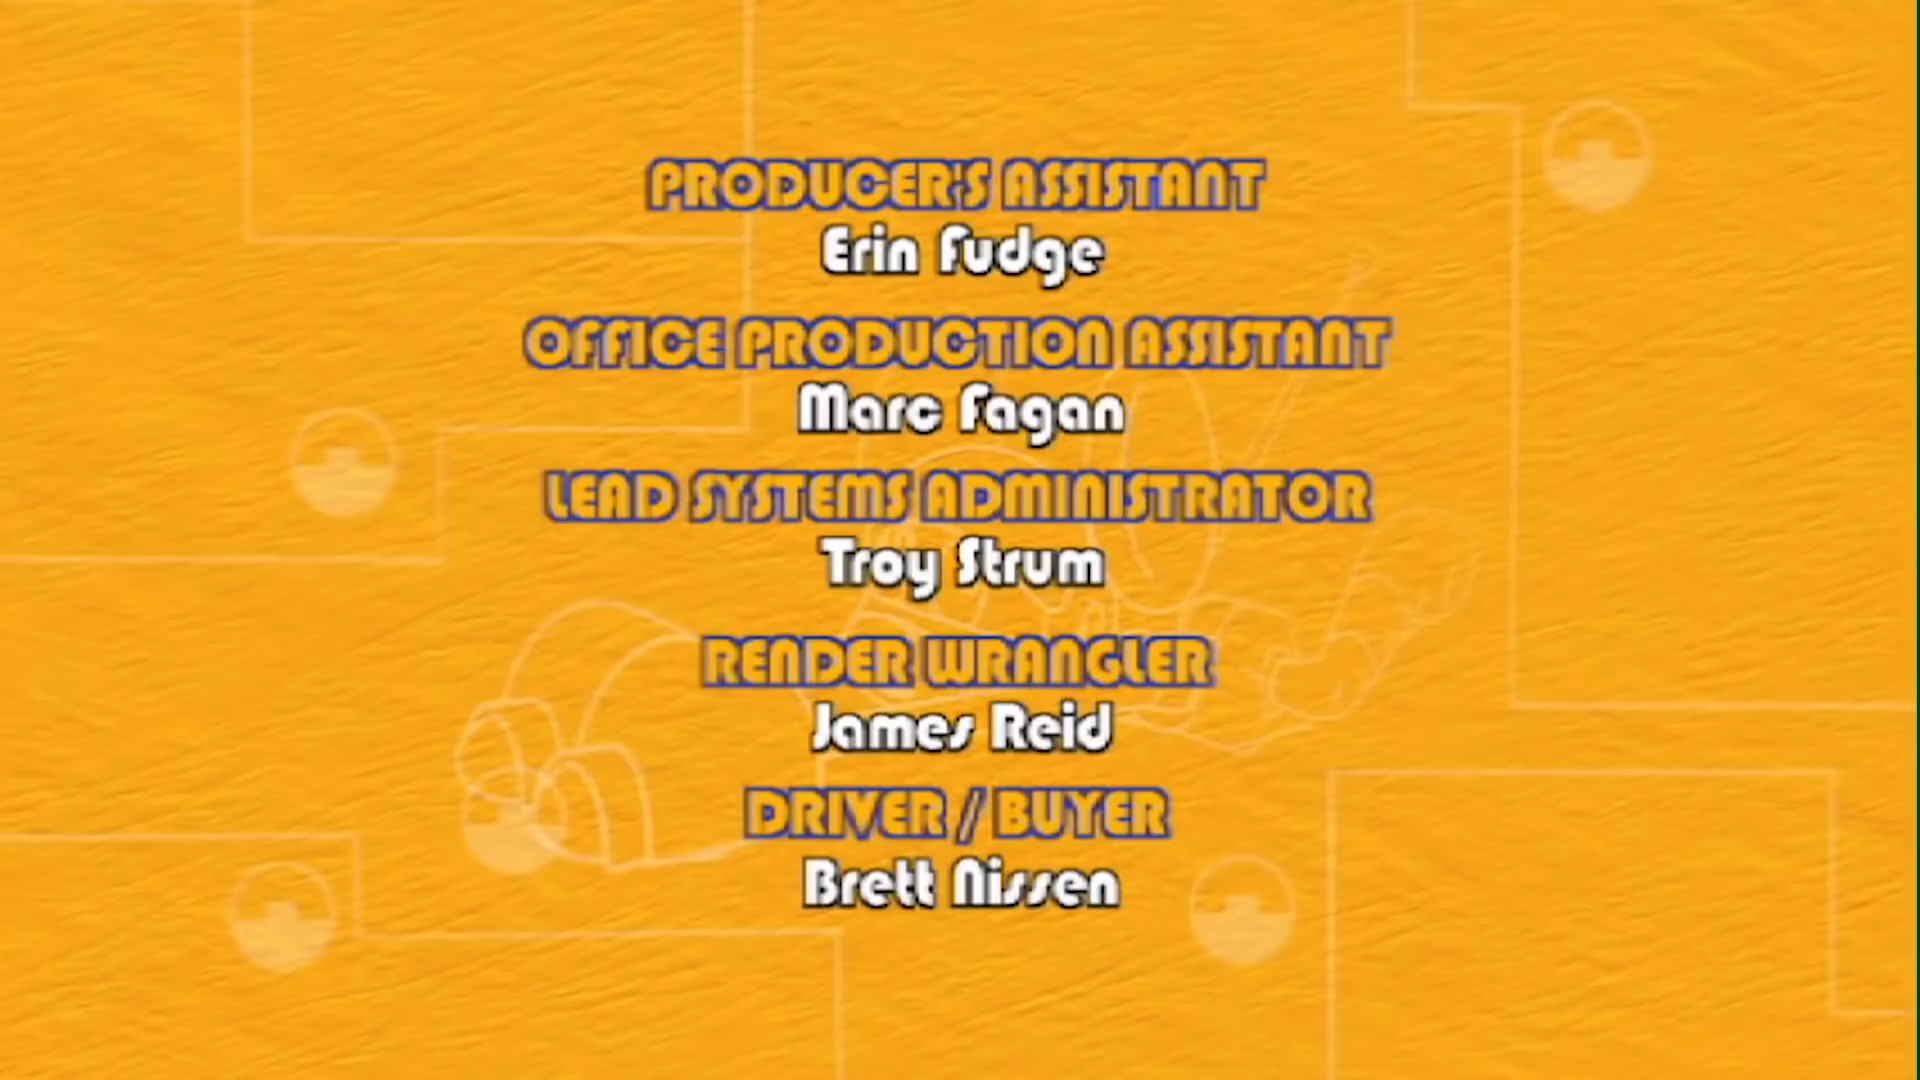 PRODUCER'S ASSISTANT
Erin Fudge
OFFICE PRODUCTION ASSISTANT
Marc Fagan
LEAD SYSTEMS ADMINISTRATOR
Troy Strum
RENDER WRANGLER
James Reid
DRIVER / BUYER
Brett Nissen